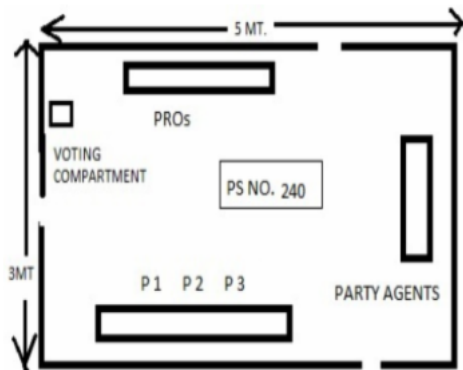 5 MT.
PROs
VOTING
COMPARTMENT
PS NO. 240
3MT
P 1 P 2 P 3
PARTY AGENTS